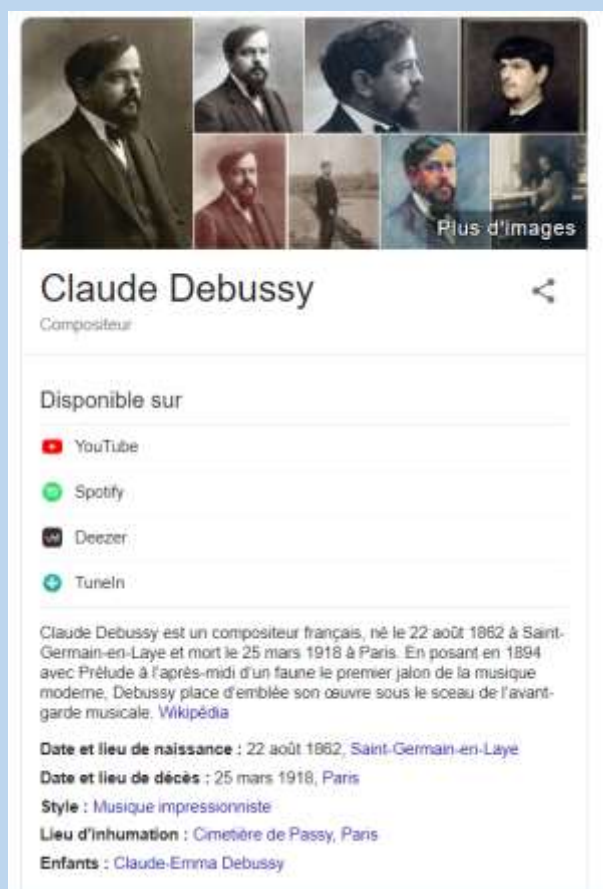 Plus d'images
Claude Debussy
Compositeur
Disponible sur
YouTube
Spotify
Deezer
TuneIn
Claude Debussy est un compositeur français, né le 22 août 1862 à Saint-
Germain-en-Laye et mort le 25 mars 1918 à Paris. En posant en 1894
avec Prélude à l'après-midi d'un faune le premier jalon de la musique
moderne, Debussy place d'emblée son œuvre sous le sceau de l'avant-
garde musicale. Wikipédia
Date et lieu de naissance : 22 août 1862, Saint-Germain-en-Laye
Date et lieu de décès : 25 mars 1918, Paris
Style : Musique impressionniste
Lieu d'inhumation : Cimetière de Passy, Paris
Enfants : Claude-Emma Debussy